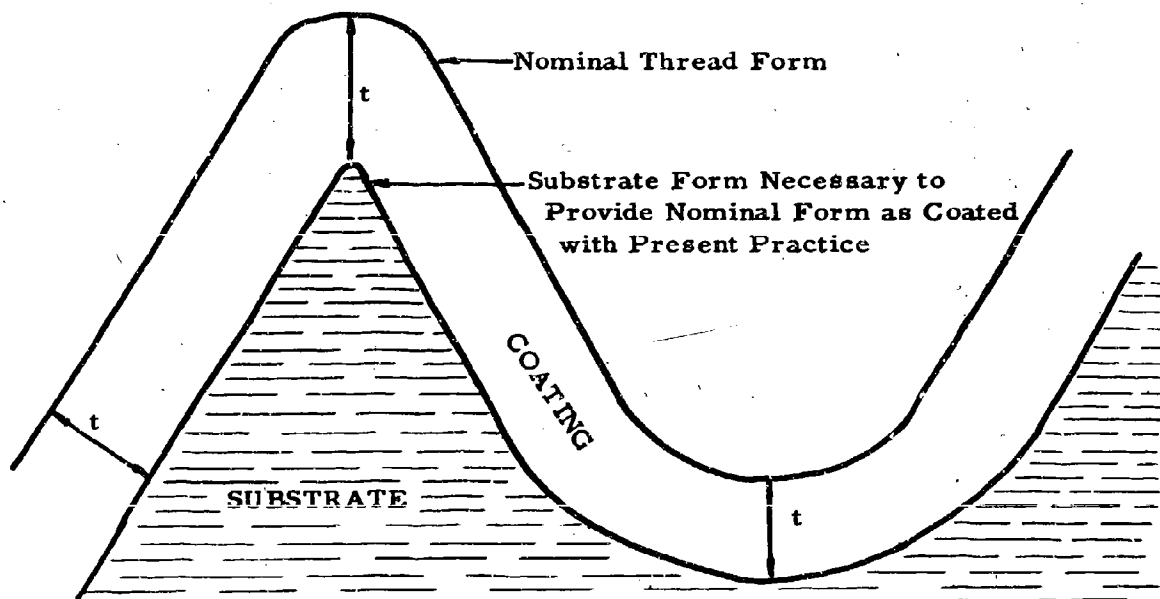 Nominal Thread Form
t
Substrate Form Necessary to
Provide Nominal Form as Coated
with Present Practice
COATING
t
SUBSTRATE
t